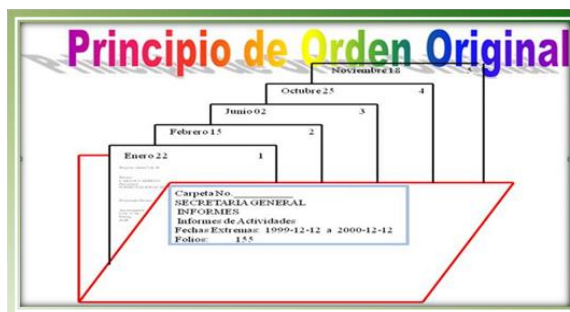 Principio de Orden Original
Noviembre 18
Octubre 25 4
Junio 02 3
Febrero 15 2
Enero 22 1
Carpeta No.__________
SECRETARIA GENERAL
INFORMES
Informes de Actividades
Fechas Extremas: 1999-12-12 a 2000-12-12
Folios: 155